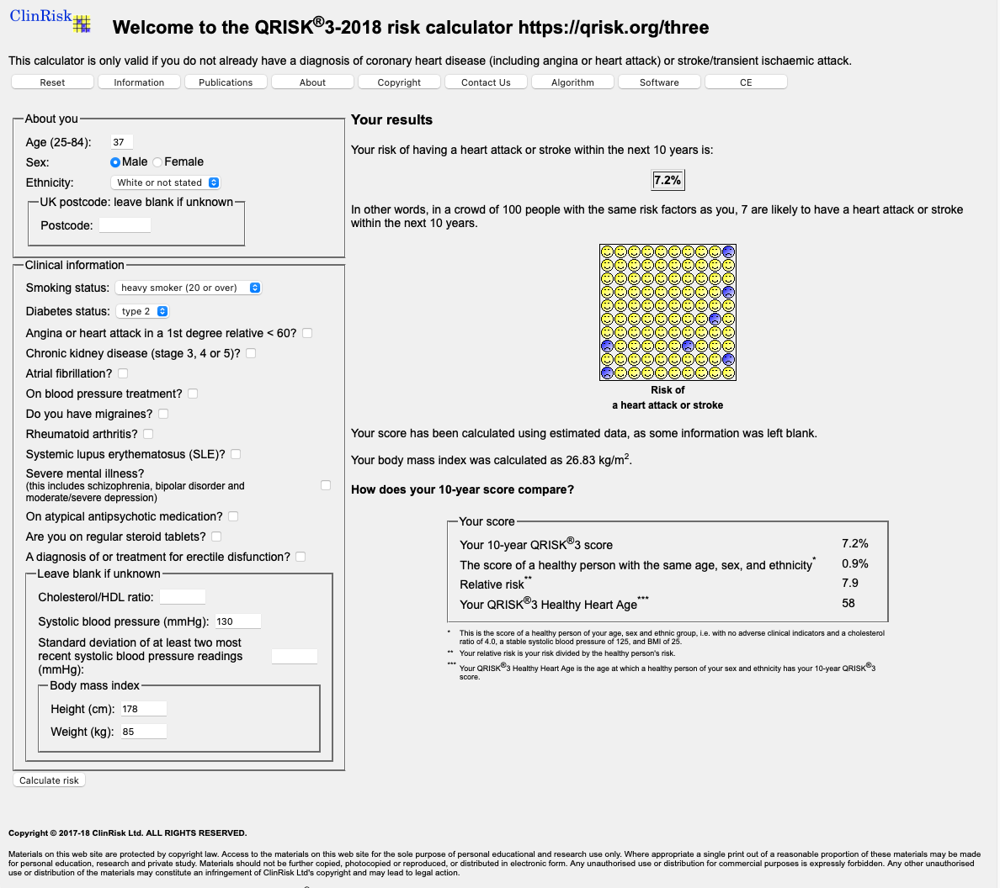 ClinRisk
Welcome to the QRISK®3-2018 risk calculator https://qrisk.org/three
This calculator is only valid if you do not already have a diagnosis of coronary heart disease (including angina or heart attack) or stroke/transient ischaemic attack.
Reset Information Publications About Copyright Contact Us Algorithm Software CE
About you
Age (25-84): 37
Sex: Male Female
Ethnicity: White or not stated
UK postcode: leave blank if unknown
Postcode:
Clinical information
Smoking status: heavy smoker (20 or over)
Diabetes status: type 2
Angina or heart attack in a 1st degree relative < 60?
Chronic kidney disease (stage 3, 4 or 5)?
Atrial fibrillation?
On blood pressure treatment?
Do you have migraines?
Rheumatoid arthritis?
Systemic lupus erythematosus (SLE)?
Severe mental illness?
(this includes schizophrenia, bipolar disorder and
moderate/severe depression)
On atypical antipsychotic medication?
Are you on regular steroid tablets?
A diagnosis of or treatment for erectile disfunction?
Leave blank if unknown
Cholesterol/HDL ratio:
Systolic blood pressure (mmHg): 130
Standard deviation of at least two most
recent systolic blood pressure readings
(mmHg):
Body mass index
Height (cm): 178
Weight (kg): 85
Calculate risk
Your results
Your risk of having a heart attack or stroke within the next 10 years is:
7.2%
In other words, in a crowd of 100 people with the same risk factors as you, 7 are likely to have a heart attack or stroke
within the next 10 years.
Risk of
a heart attack or stroke
Your score has been calculated using estimated data, as some information was left blank.
Your body mass index was calculated as 26.83 kg/m².
How does your 10-year score compare?
Your score
Your 10-year QRISK®3 score 7.2%
The score of a healthy person with the same age, sex, and ethnicity* 0.9%
Relative risk** 7.9
Your QRISK®3 Healthy Heart Age*** 58
* This is the score of a healthy person of your age, sex and ethnic group, i.e. with no adverse clinical indicators and a cholesterol
ratio of 4.0, a stable systolic blood pressure of 125, and BMI of 25.
** Your relative risk is your risk divided by the healthy person's risk.
*** Your QRISK®3 Healthy Heart Age is the age at which a healthy person of your sex and ethnicity has your 10-year QRISK®3
score.
Copyright © 2017-18 ClinRisk Ltd. ALL RIGHTS RESERVED.
Materials on this web site are protected by copyright law. Access to the materials on this web site for the sole purpose of personal educational and research use only. Where appropriate a single print out of a reasonable proportion of these materials may be made
for personal education, research and private study. Materials should not be further copied, photocopied or reproduced, or distributed in electronic form. Any unauthorised use or distribution for commercial purposes is expressly forbidden. Any other unauthorised
use or distribution of the materials may constitute an infringement of ClinRisk Ltd's copyright and may lead to legal action.